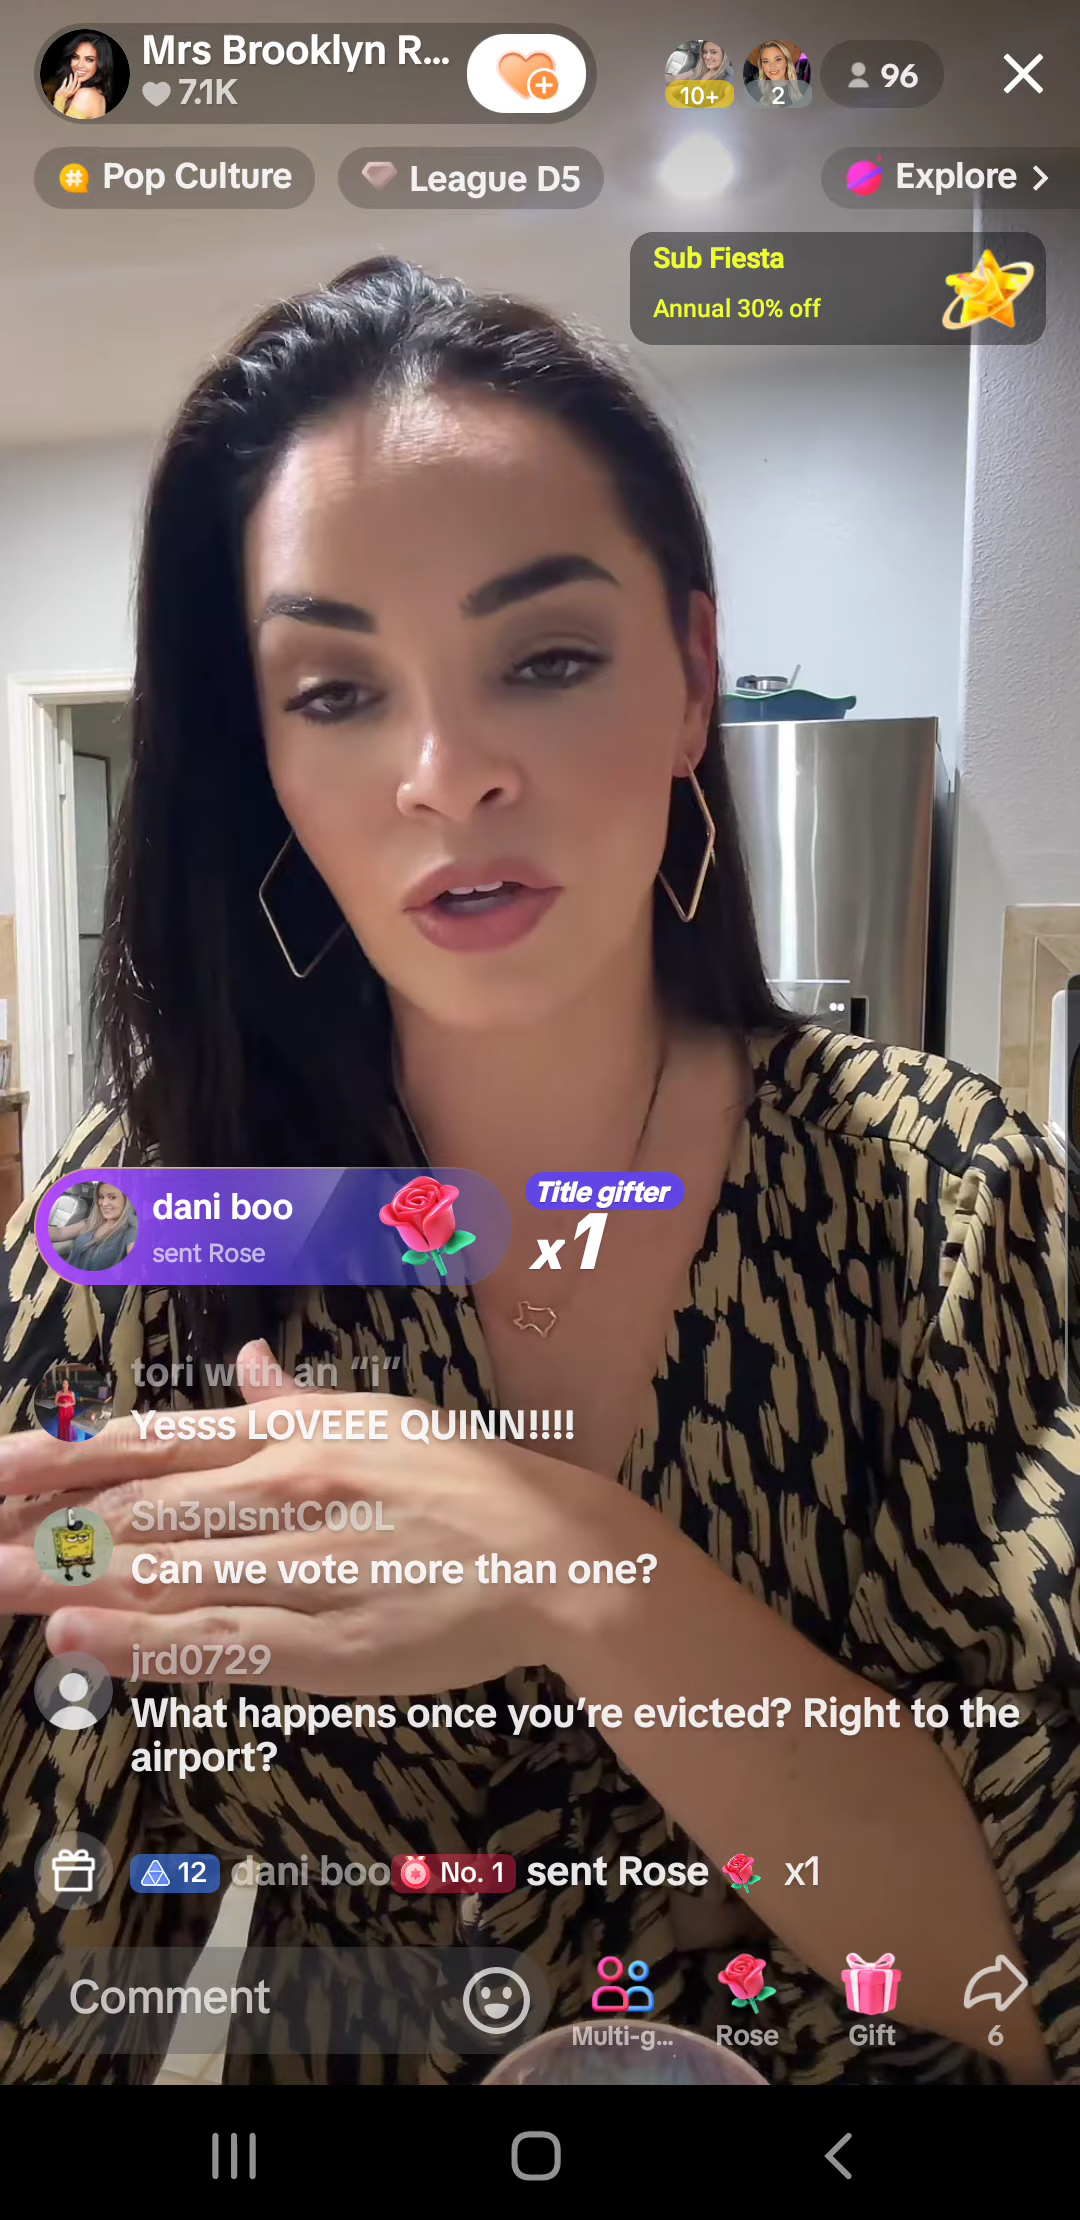 Mrs Brooklyn R...
7.1K
10+
2
96
Pop Culture
League D5
Explore
Sub Fiesta
Annual 30% off
dani boo
sent Rose
Title gifter
x1
tori with an “i”
Yesss LOVEEE QUINN!!!!
Sh3pIsntC00L
Can we vote more than one?
jrd0729
What happens once you’re evicted? Right to the
airport?
12 dani boo No. 1 sent Rose x1
Comment
Multi-g...
Rose
Gift
6